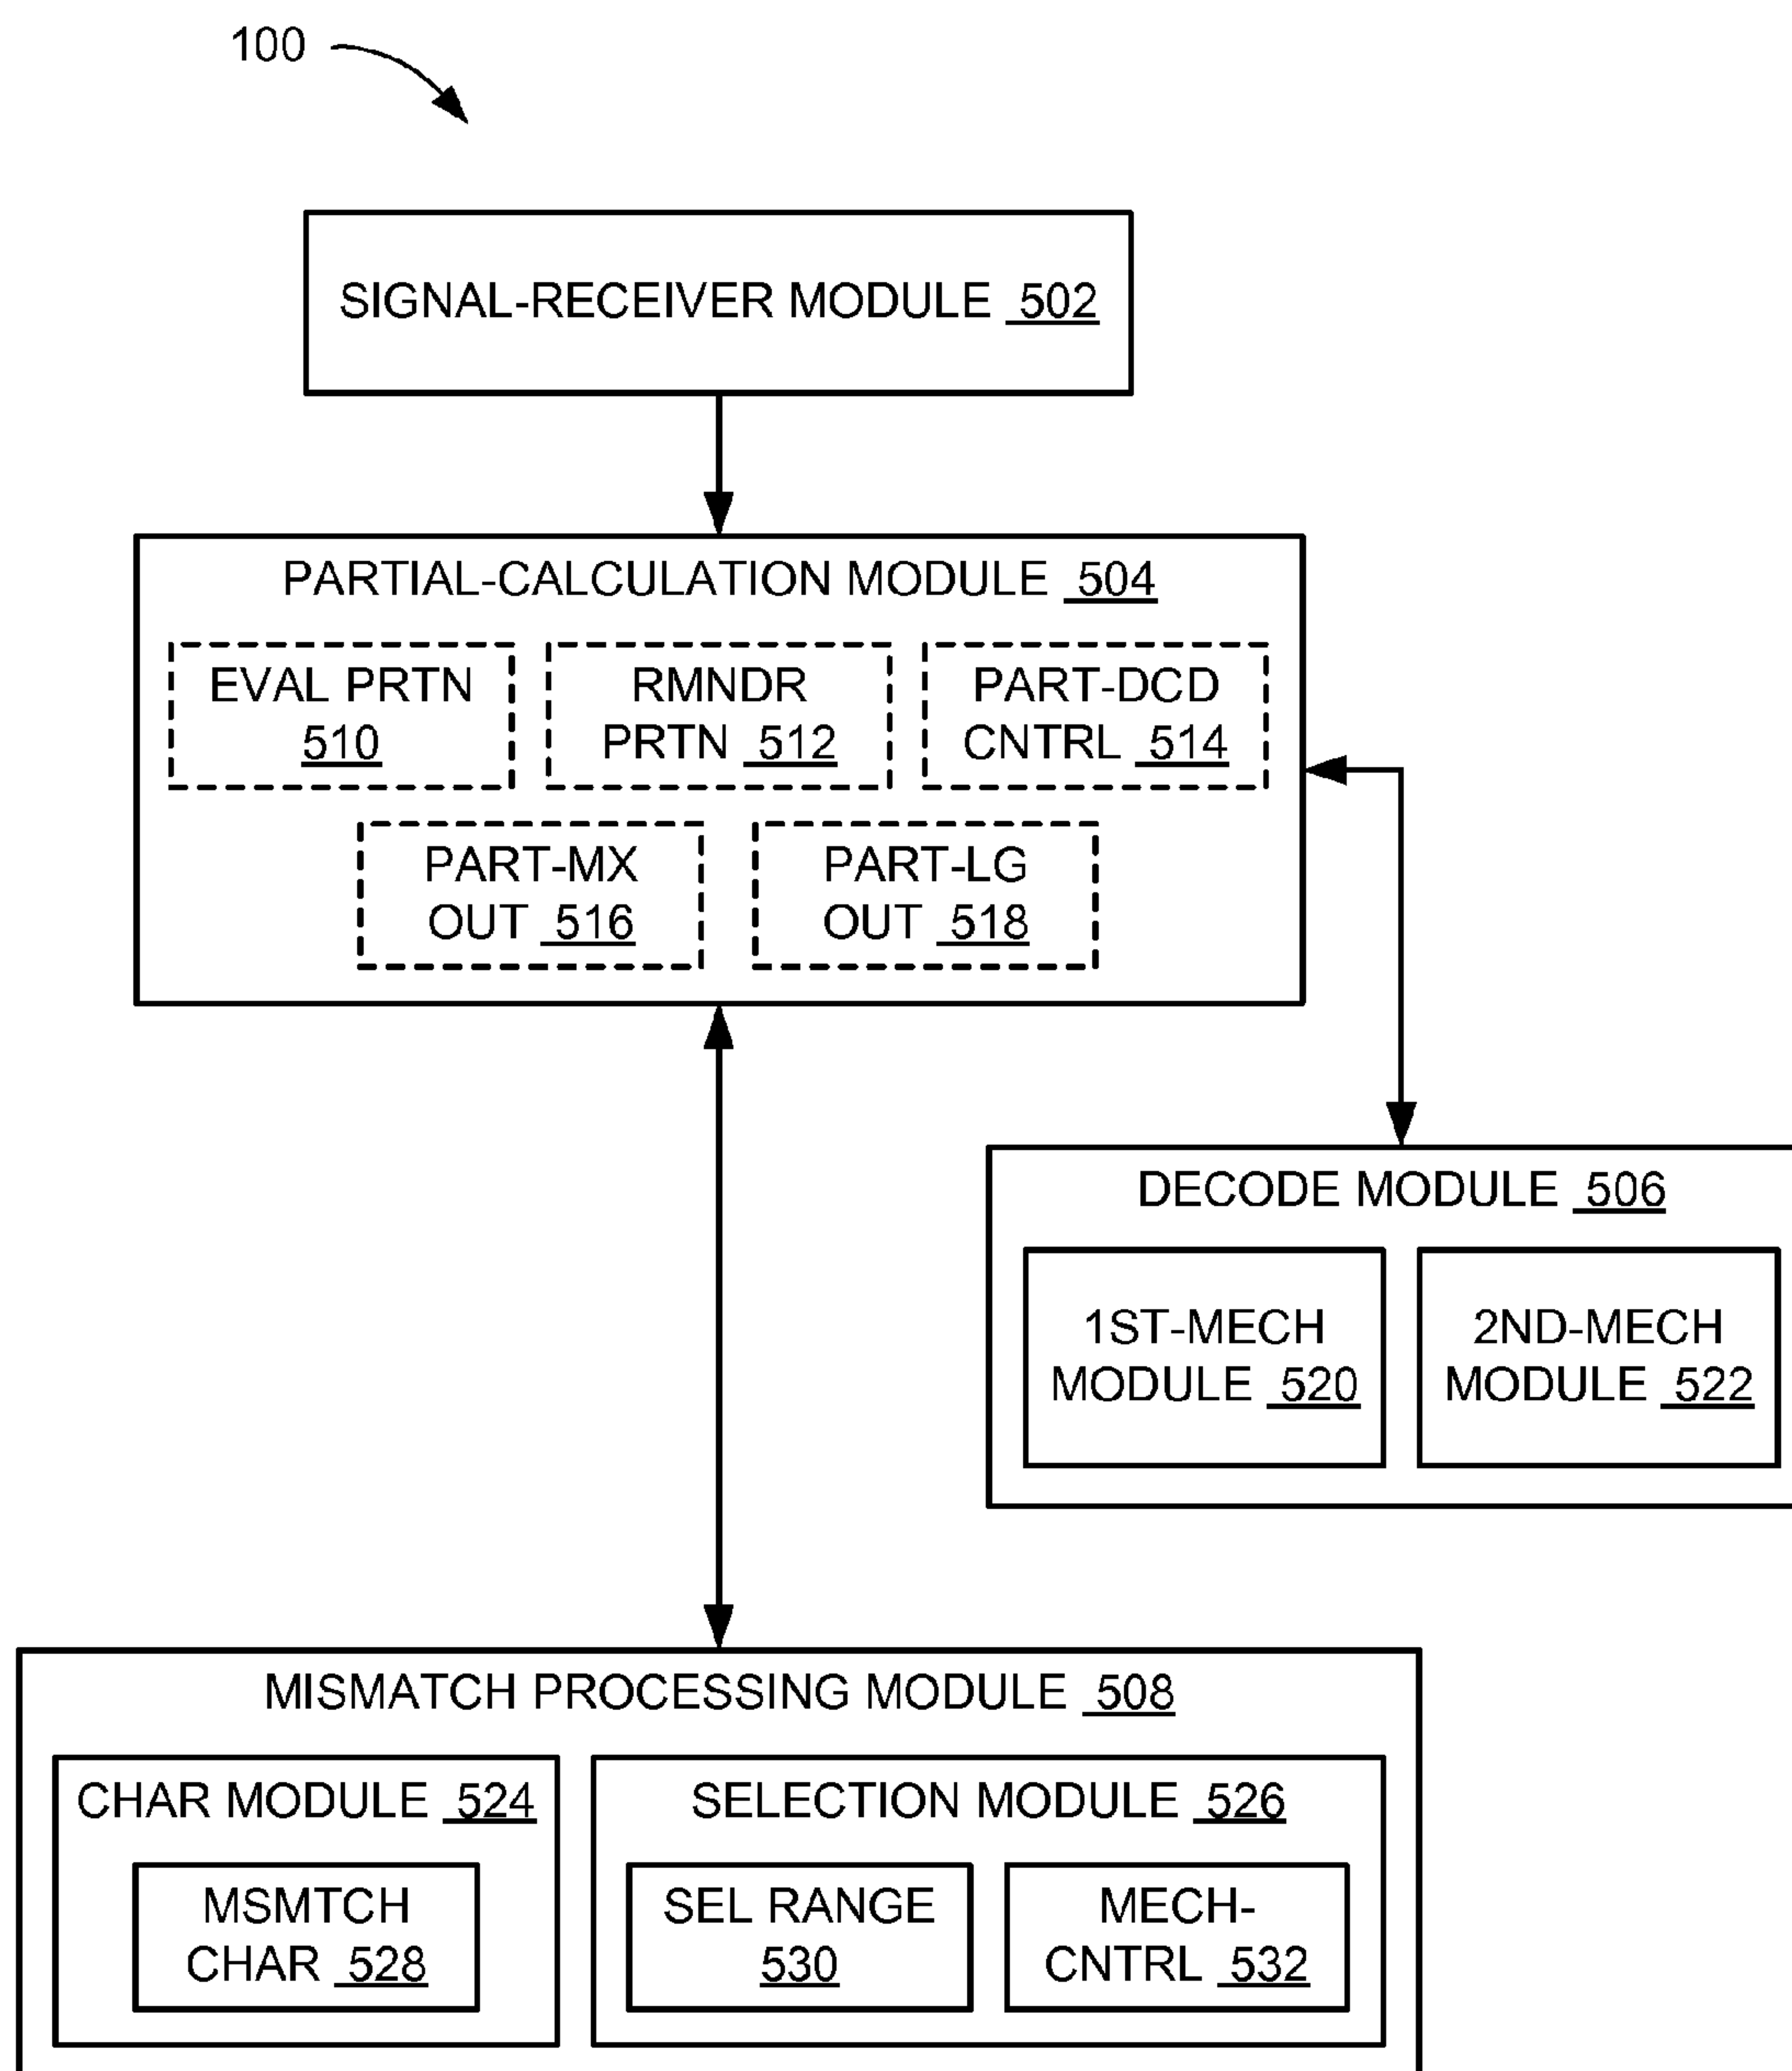 100
SIGNAL-RECEIVER MODULE 502
PARTIAL-CALCULATION MODULE 504
EVAL PRTN
510
RMNDR
PRTN 512
PART-DCD
CNTRL 514
PART-MX
OUT 516
PART-LG
OUT 518
DECODE MODULE 506
1ST-MECH
MODULE 520
2ND-MECH
MODULE 522
MISMATCH PROCESSING MODULE 508
CHAR MODULE 524
MSMTCH
CHAR 528
SELECTION MODULE 526
SEL RANGE
530
MECH-
CNTRL 532